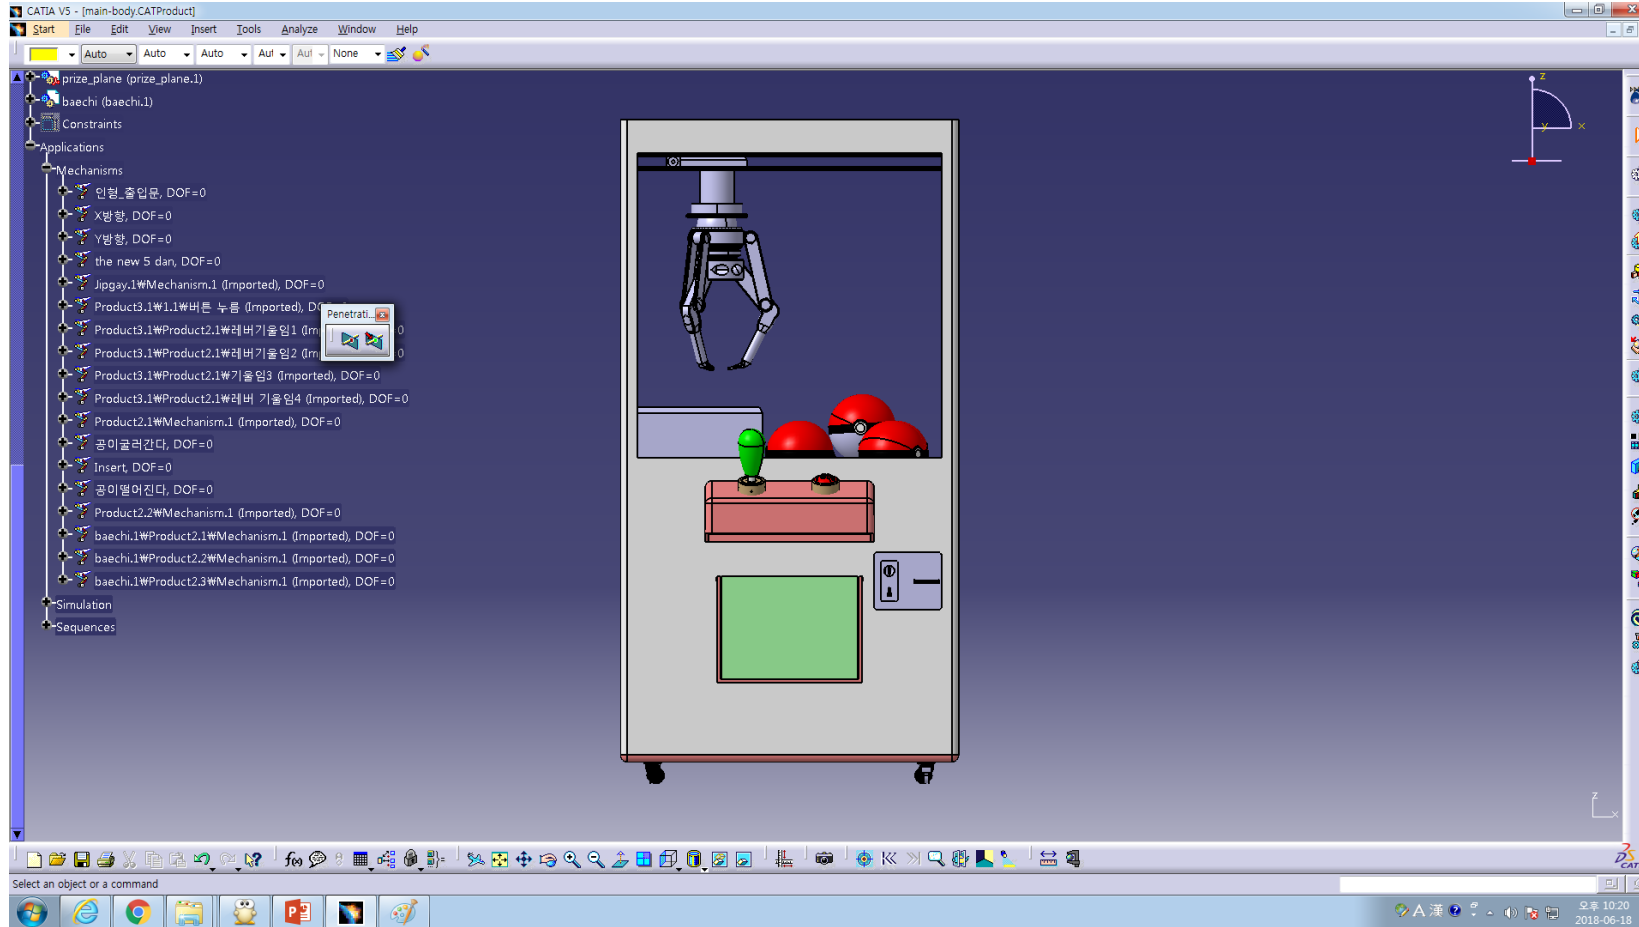 CATIA V5 - [main-body.CATProduct]
Start File Edit View Insert Tools Analyze Window Help
Auto Auto Auto Aut Aut None
prize_plane (prize_plane.1)
baechi (baechi.1)
Constraints
Applications
Mechanisms
인형_출입문, DOF=0
X방향, DOF=0
Y방향, DOF=0
the new 5 dan, DOF=0
Jipgay.1₩Mechanism.1 (Imported), DOF=0
Product3.1₩1.1₩버튼 누름 (Imported),
Penetrati...
Product3.1₩Product2.1₩레버기울임1
Product3.1₩Product2.1₩레버기울임2
Product3.1₩Product2.1₩기울임3 (Imported), DOF=0
Product3.1₩Product2.1₩레버 기울임4 (Imported), DOF=0
Product2.1₩Mechanism.1 (Imported), DOF=0
공이굴러간다, DOF=0
Insert, DOF=0
공이떨어진다, DOF=0
Product2.2₩Mechanism.1 (Imported), DOF=0
baechi.1₩Product2.1₩Mechanism.1 (Imported), DOF=0
baechi.1₩Product2.2₩Mechanism.1 (Imported), DOF=0
baechi.1₩Product2.3₩Mechanism.1 (Imported), DOF=0
Simulation
Sequences
z
y x
z
x
Select an object or a command
A 漢
오후 10:20
2018-06-18